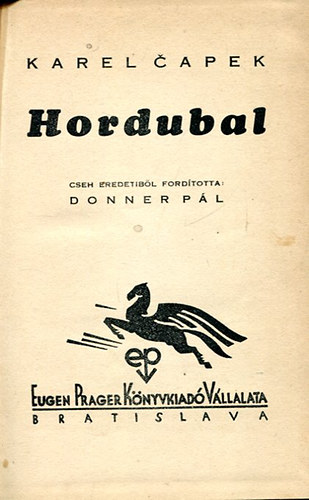 KAREL ČAPEK
Hordubal
CSEH EREDETIBŐL FORDÍTOTTA:
DONNER PÁL
ep
EUGEN PRAGER KÖNYVKIADÓ VÁLLALATA
BRATISLAVA